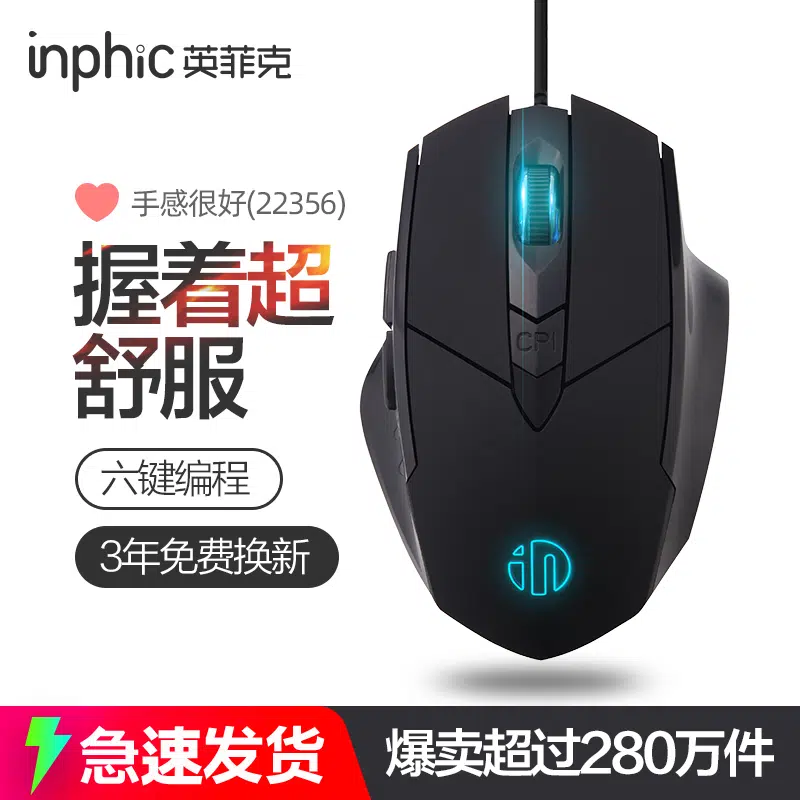 inphic 英菲克
手感很好(22356)
握着超
舒服
六键编程
3年免费换新
CPI
in
急速发货
爆卖超过280万件